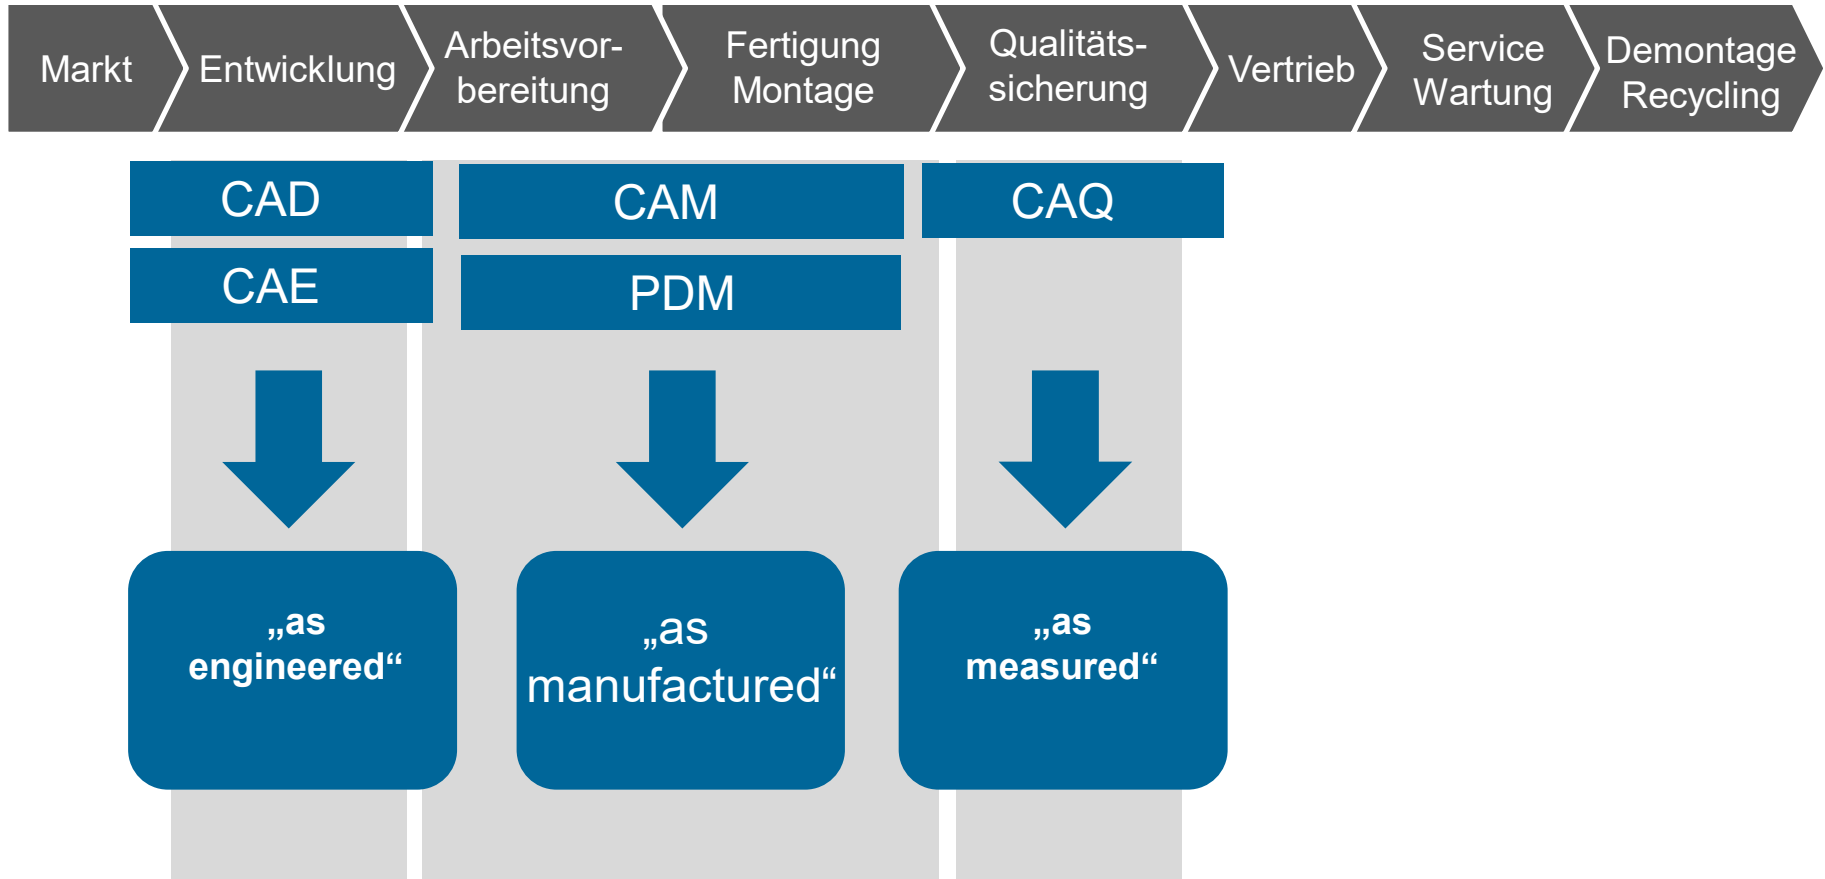 Markt
Entwicklung
Arbeitsvor-
bereitung
Fertigung
Montage
Qualitäts-
sicherung
Vertrieb
Service
Wartung
Demontage
Recycling
CAD
CAE
CAM
PDM
CAQ
„as
engineered“
„as
manufactured“
„as
measured“